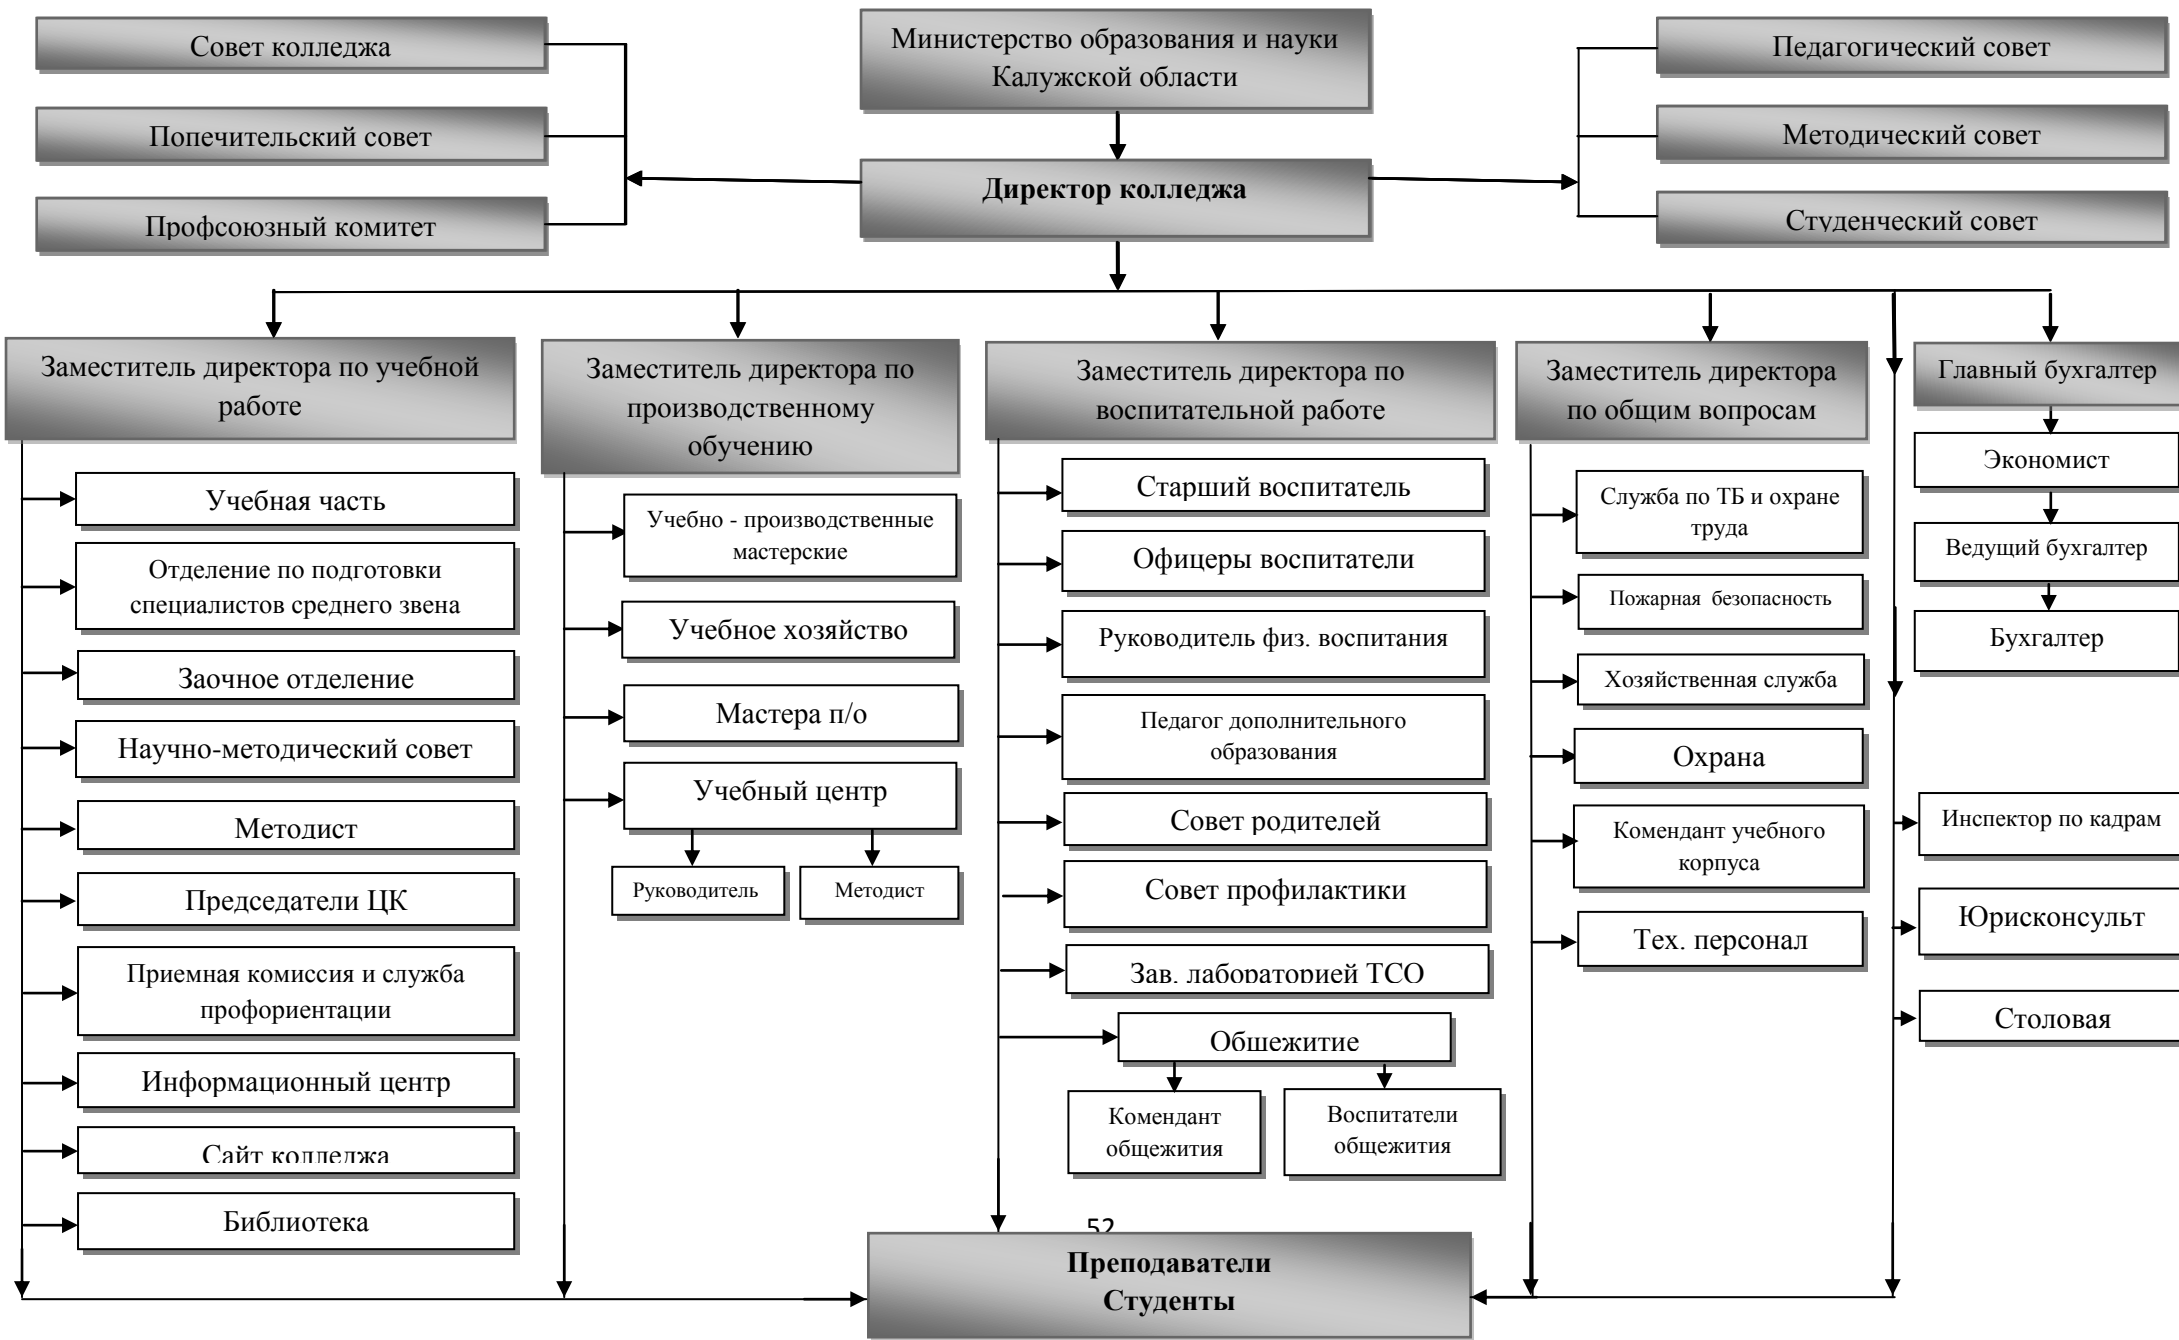 Совет колледжа
Попечительский совет
Профсоюзный комитет
Министерство образования и науки
Калужской области
Директор колледжа
Педагогический совет
Методический совет
Студенческий совет
Заместитель директора по учебной
работе
Учебная часть
Отделение по подготовки
специалистов среднего звена
Заочное отделение
Научно-методический совет
Методист
Председатели ЦК
Приемная комиссия и служба
профориентации
Информационный центр
Сайт колледжа
Библиотека
Заместитель директора по
производственному
обучению
Учебно - производственные
мастерские
Учебное хозяйство
Мастера п/о
Учебный центр
Руководитель
Методист
Заместитель директора по
воспитательной работе
Старший воспитатель
Офицеры воспитатели
Руководитель физ. воспитания
Педагог дополнительного
образования
Совет родителей
Совет профилактики
Зав. лабораторией ТСО
Общежитие
Комендант
общежития
Воспитатели
общежития
Заместитель директора
по общим вопросам
Служба по ТБ и охране
труда
Пожарная безопасность
Хозяйственная служба
Охрана
Комендант учебного
корпуса
Тех. персонал
Главный бухгалтер
Экономист
Ведущий бухгалтер
Бухгалтер
Инспектор по кадрам
Юрисконсульт
Столовая
52
Преподаватели
Студенты